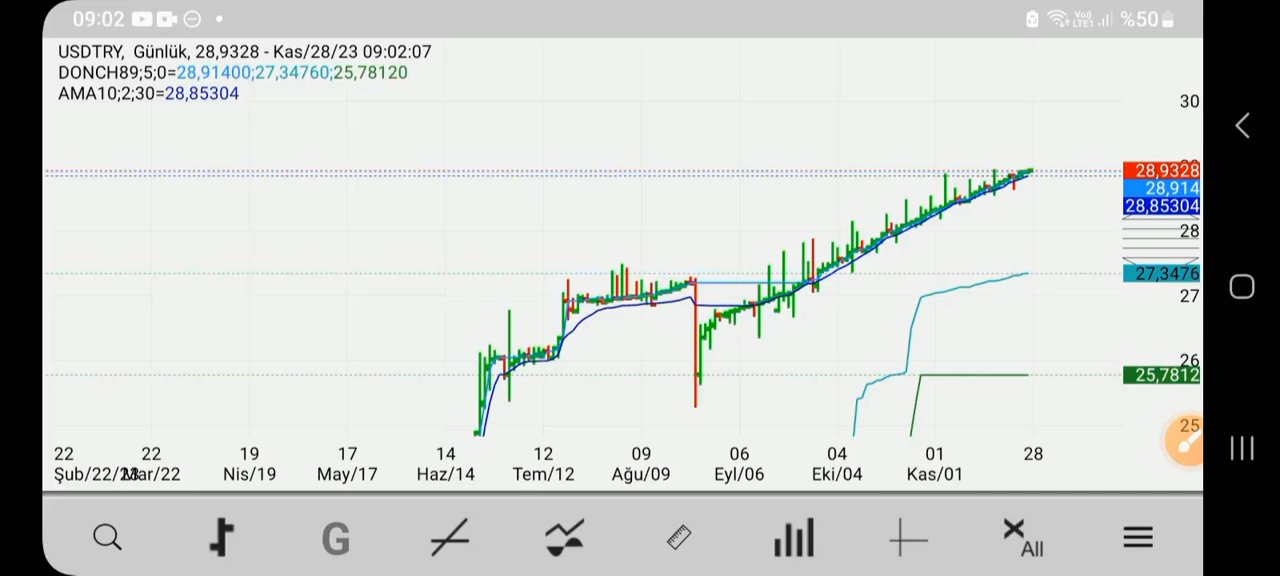 09:02
Vo))
LTE1
%50
USDTRY, Günlük, 28,9328 - Kas/28/23 09:02:07
DONCH89;5;0=28,91400;27,34760;25,78120
AMA10;2;30=28,85304
30
28,9328
28,914
28,85304
28
27,3476
27
26
25,7812
25
22 22 19 17 14 12 09 06 04 01 28
Şub/22/23 Mar/22 Nis/19 May/17 Haz/14 Tem/12 Ağu/09 Eyl/06 Eki/04 Kas/01
G
All